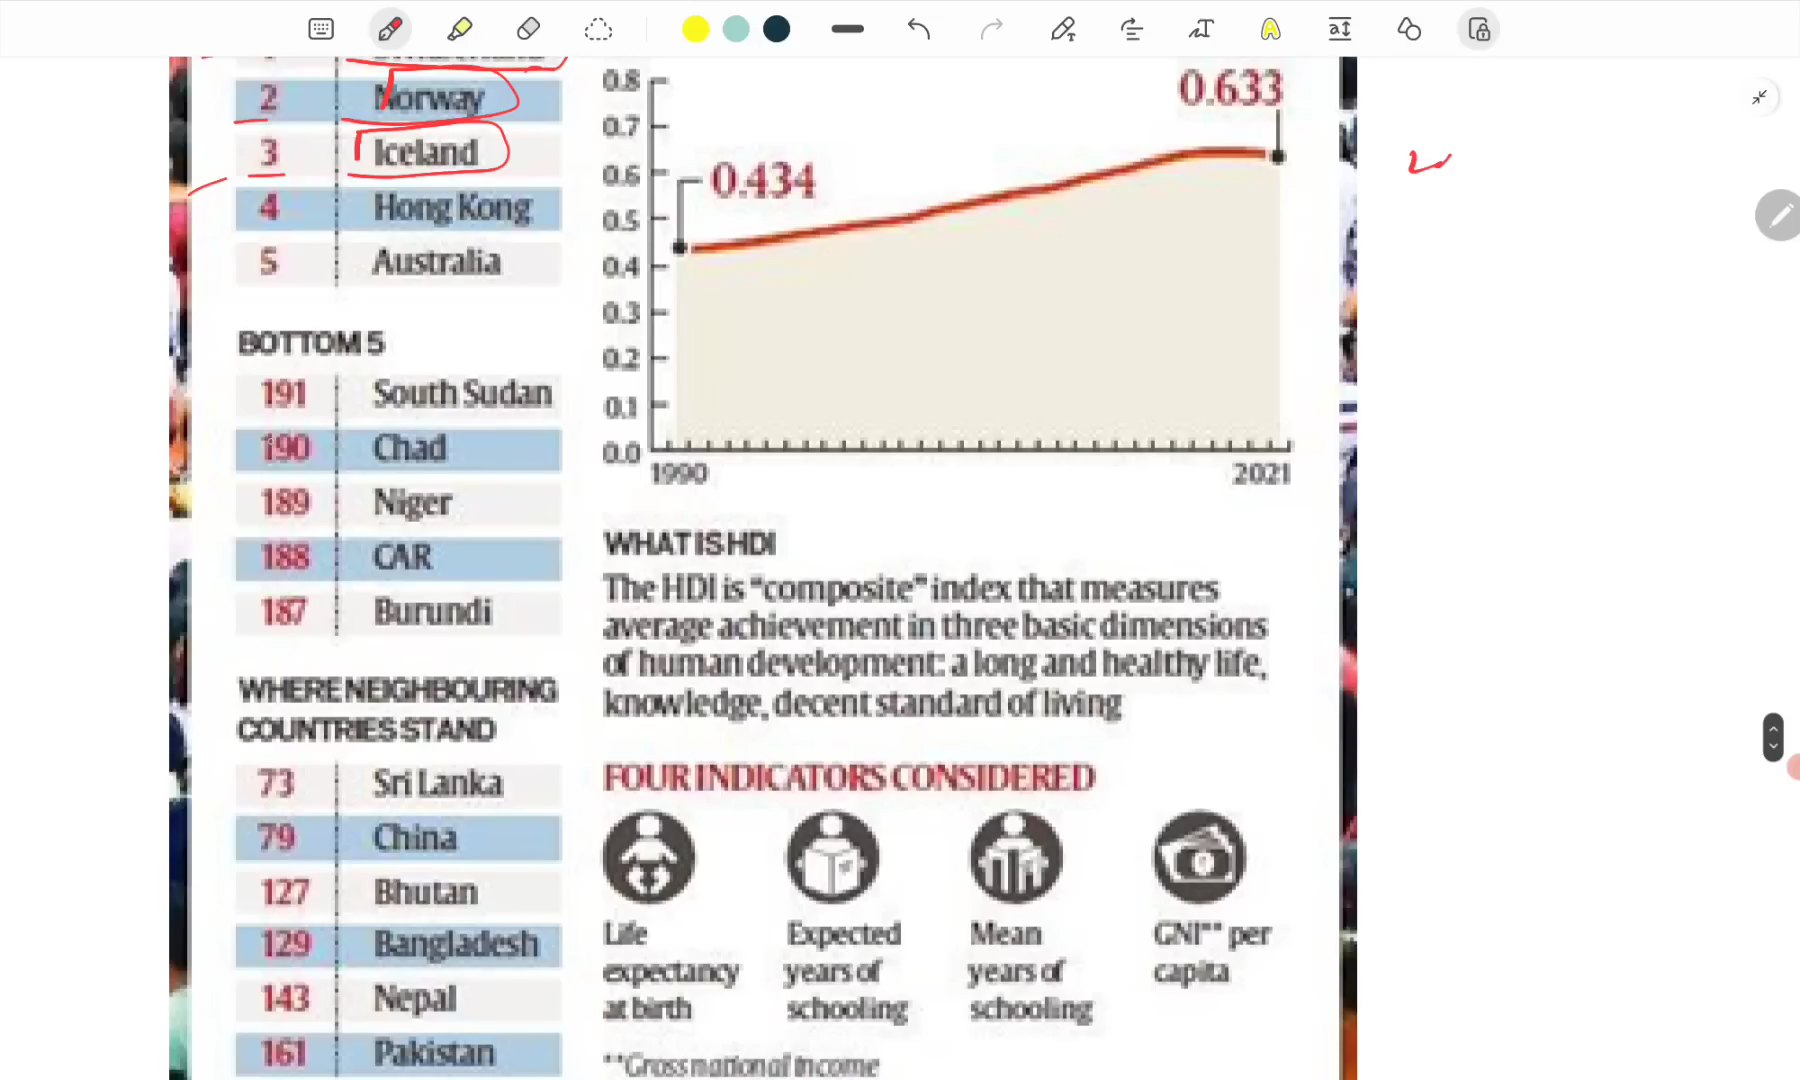 2 Norway
3 Iceland
4 Hong Kong
5 Australia
BOTTOM 5
191 South Sudan
190 Chad
189 Niger
188 CAR
187 Burundi
WHERE NEIGHBOURING
COUNTRIES STAND
73 Sri Lanka
79 China
127 Bhutan
129 Bangladesh
143 Nepal
161 Pakistan
0.8
0.7
0.6
0.5
0.4
0.3
0.2
0.1
0.0
0.434
0.633
1990 2021
WHAT IS HDI
The HDI is "composite" index that measures
average achievement in three basic dimensions
of human development: a long and healthy life,
knowledge, decent standard of living
FOUR INDICATORS CONSIDERED
Life
expectancy
at birth
Expected
years of
schooling
Mean
years of
schooling
GNI** per
capita
**Gross national Income